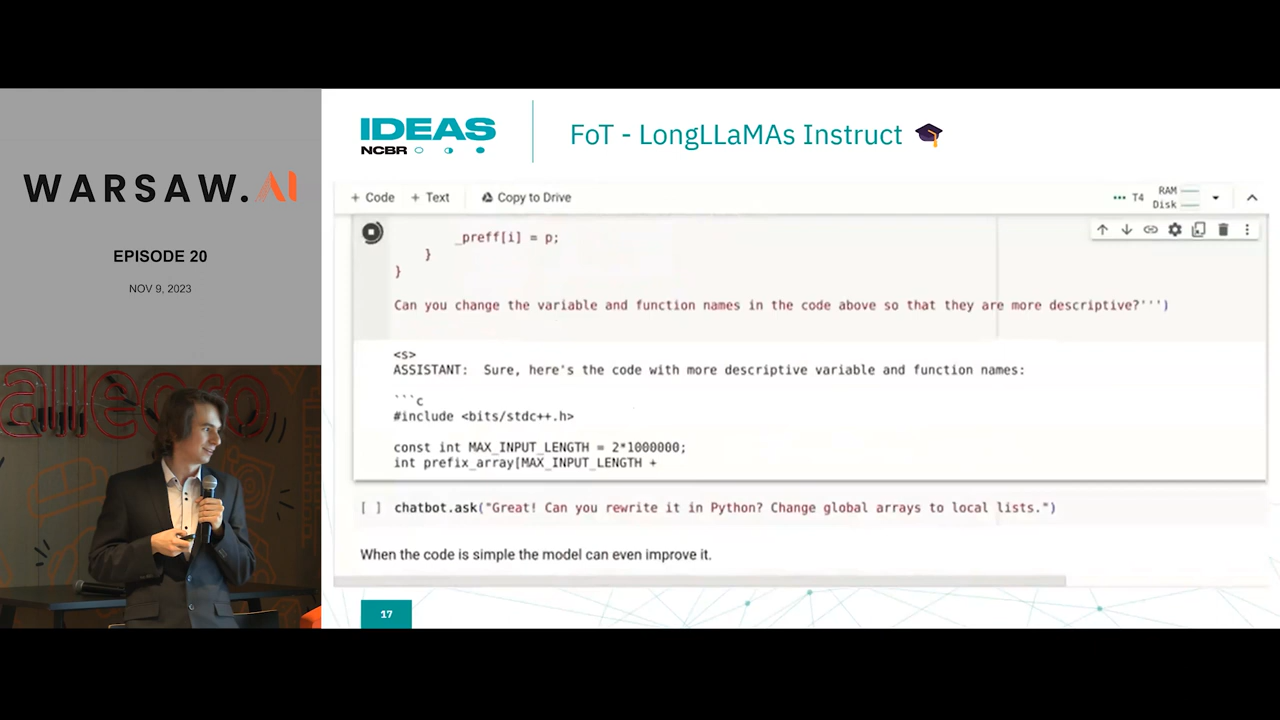 WARSAW.AI
EPISODE 20
NOV 9, 2023
allegro
IDEAS
NCBR
FoT - LongLLaMAs Instruct
+ Code + Text Copy to Drive
T4 RAM
Disk
_preff[i] = p;
}
}
Can you change the variable and function names in the code above so that they are more descriptive?''')
<s>
ASSISTANT: Sure, here's the code with more descriptive variable and function names:
```c
#include <bits/stdc++.h>
const int MAX_INPUT_LENGTH = 2*1000000;
int prefix_array[MAX_INPUT_LENGTH +
[ ] chatbot.ask("Great! Can you rewrite it in Python? Change global arrays to local lists.")
When the code is simple the model can even improve it.
17